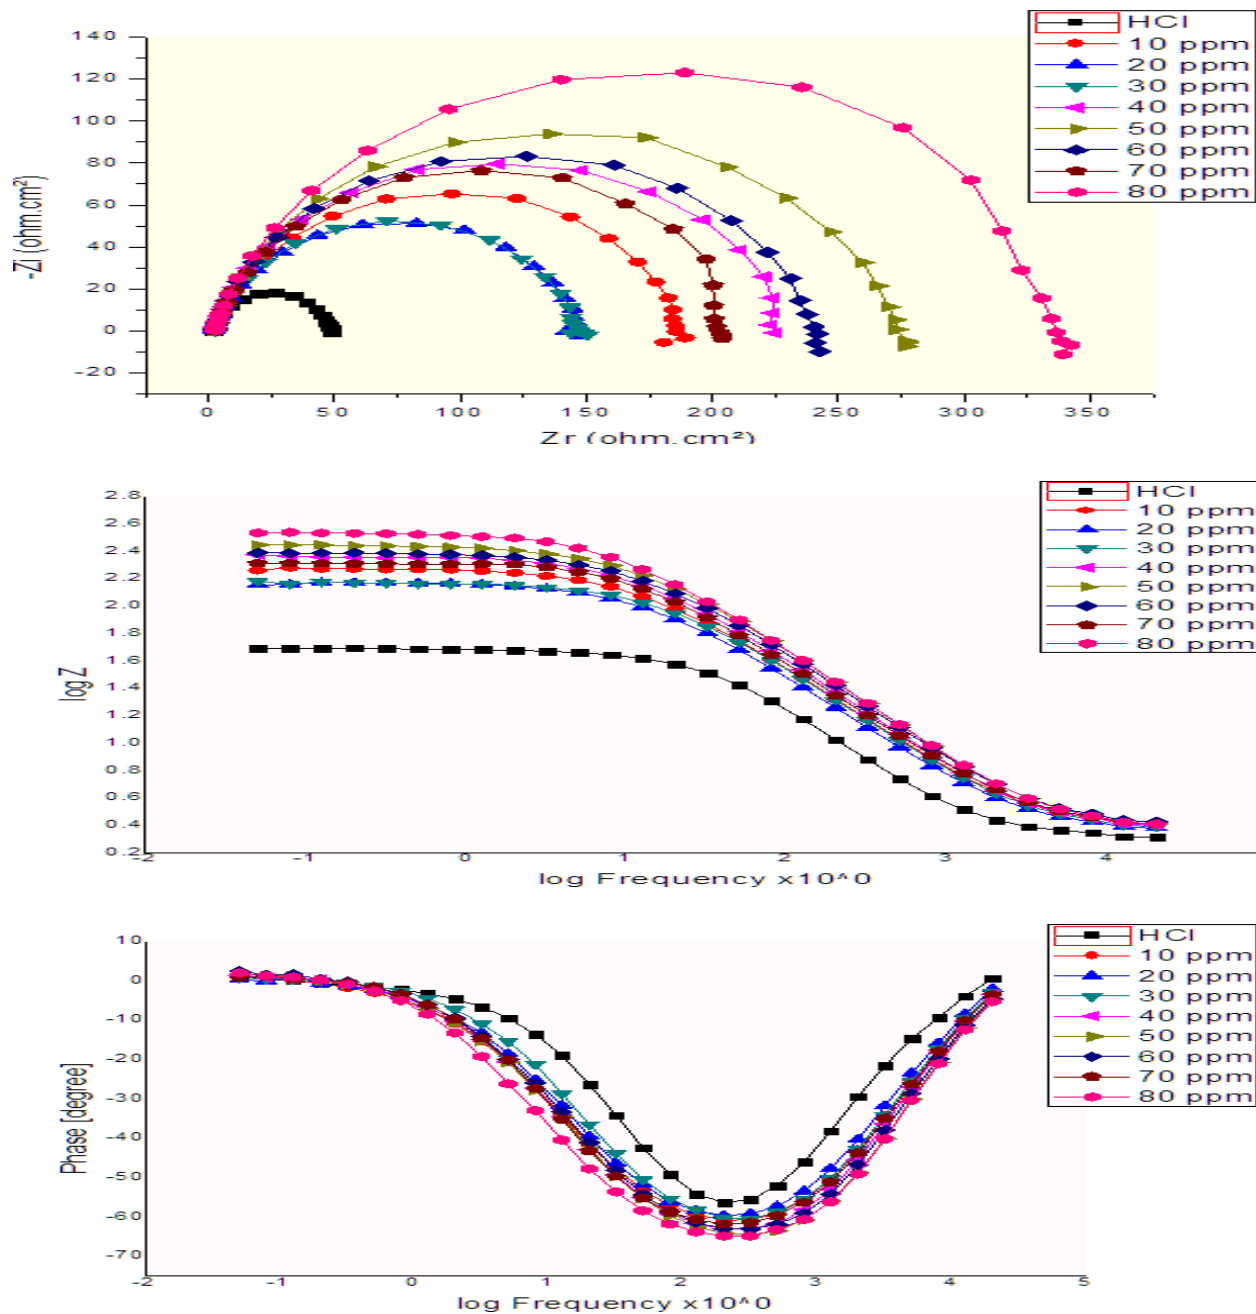 140
120
100
80
60
40
20
0
-20
-Zi (ohm.cm²)
0 50 100 150 200 250 300 350
Zr (ohm.cm²)
HCl
10 ppm
20 ppm
30 ppm
40 ppm
50 ppm
60 ppm
70 ppm
80 ppm
2.8
2.6
2.4
2.2
2.0
1.8
1.6
1.4
1.2
1.0
0.8
0.6
0.4
0.2
log Z
-2 -1 0 1 2 3 4
log Frequency x10^0
HCl
10 ppm
20 ppm
30 ppm
40 ppm
50 ppm
60 ppm
70 ppm
80 ppm
10
0
-10
-20
-30
-40
-50
-60
-70
Phase [degree]
-2 -1 0 1 2 3 4 5
log Frequency x10^0
HCl
10 ppm
20 ppm
30 ppm
40 ppm
50 ppm
60 ppm
70 ppm
80 ppm